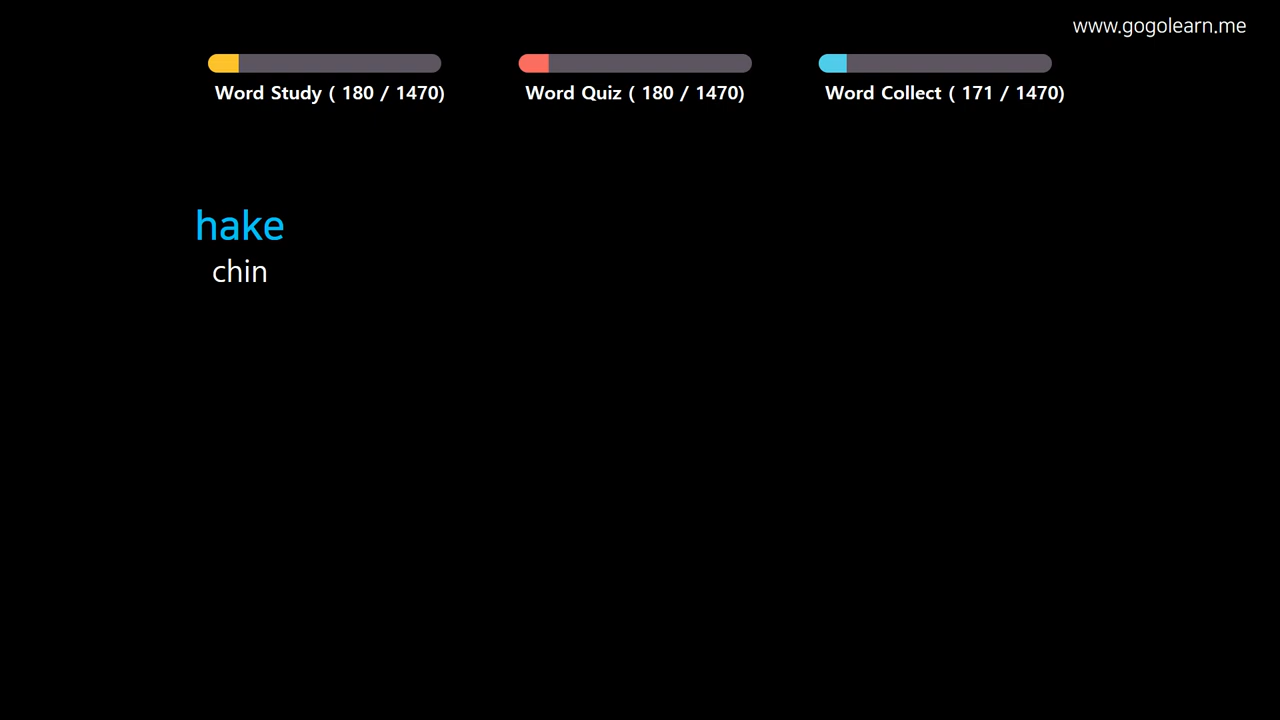 www.gogolearn.me
Word Study ( 180 / 1470)
Word Quiz ( 180 / 1470)
Word Collect ( 171 / 1470)
hake
chin